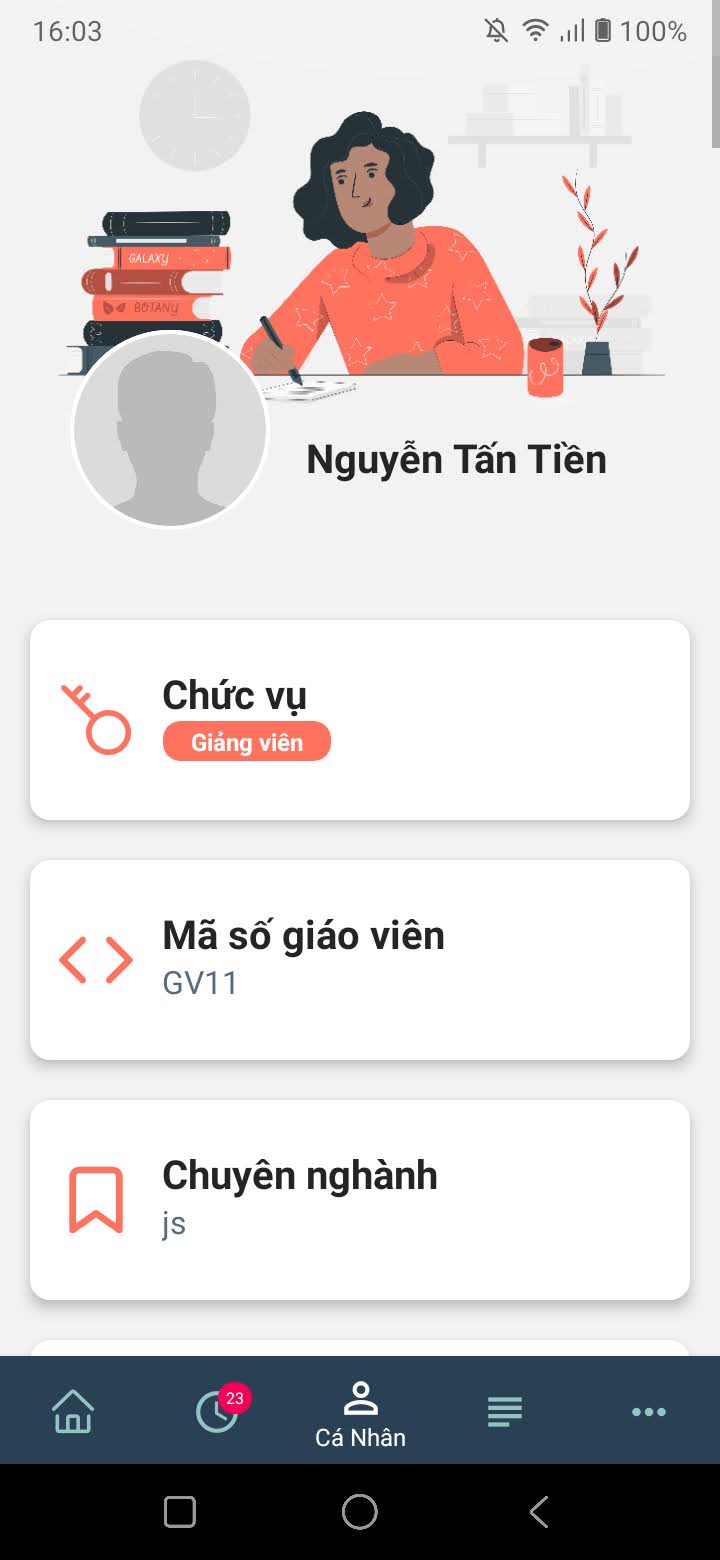 16:03
100%
GALAXY
BOTANY
Nguyễn Tấn Tiền
Chức vụ
Giảng viên
Mã số giáo viên
GV11
Chuyên nghành
js
23
Cá Nhân